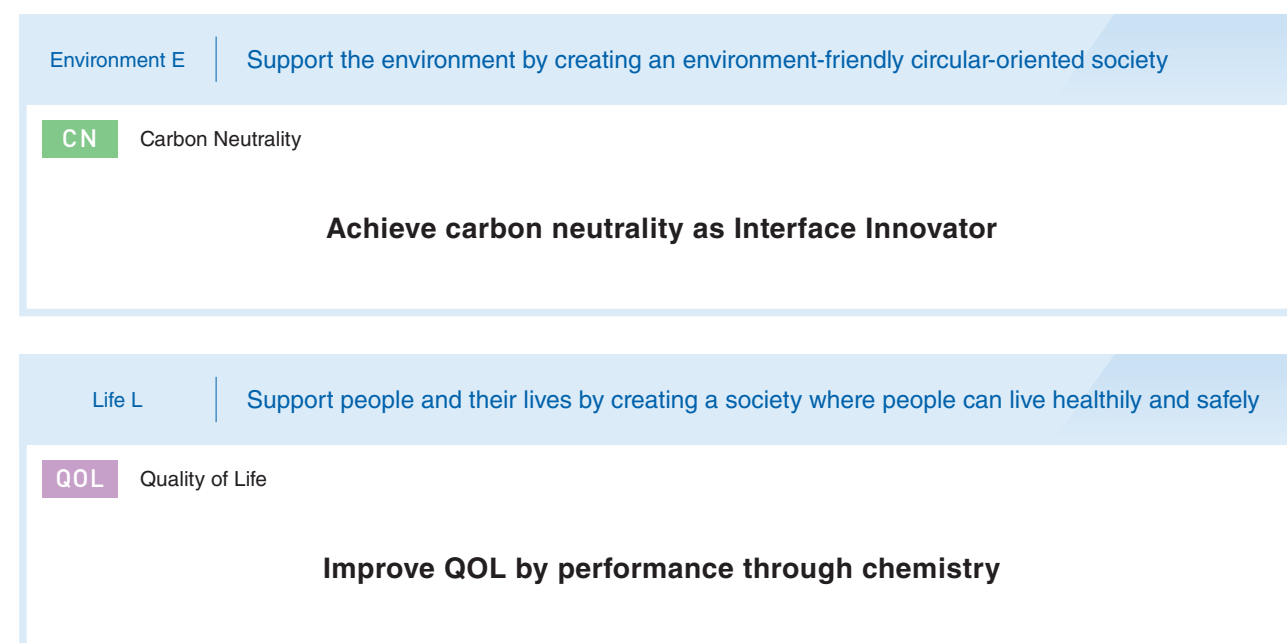 Environment E
Support the environment by creating an environment-friendly circular-oriented society
CN
Carbon Neutrality
Achieve carbon neutrality as Interface Innovator
Life L
Support people and their lives by creating a society where people can live healthily and safely
QOL
Quality of Life
Improve QOL by performance through chemistry